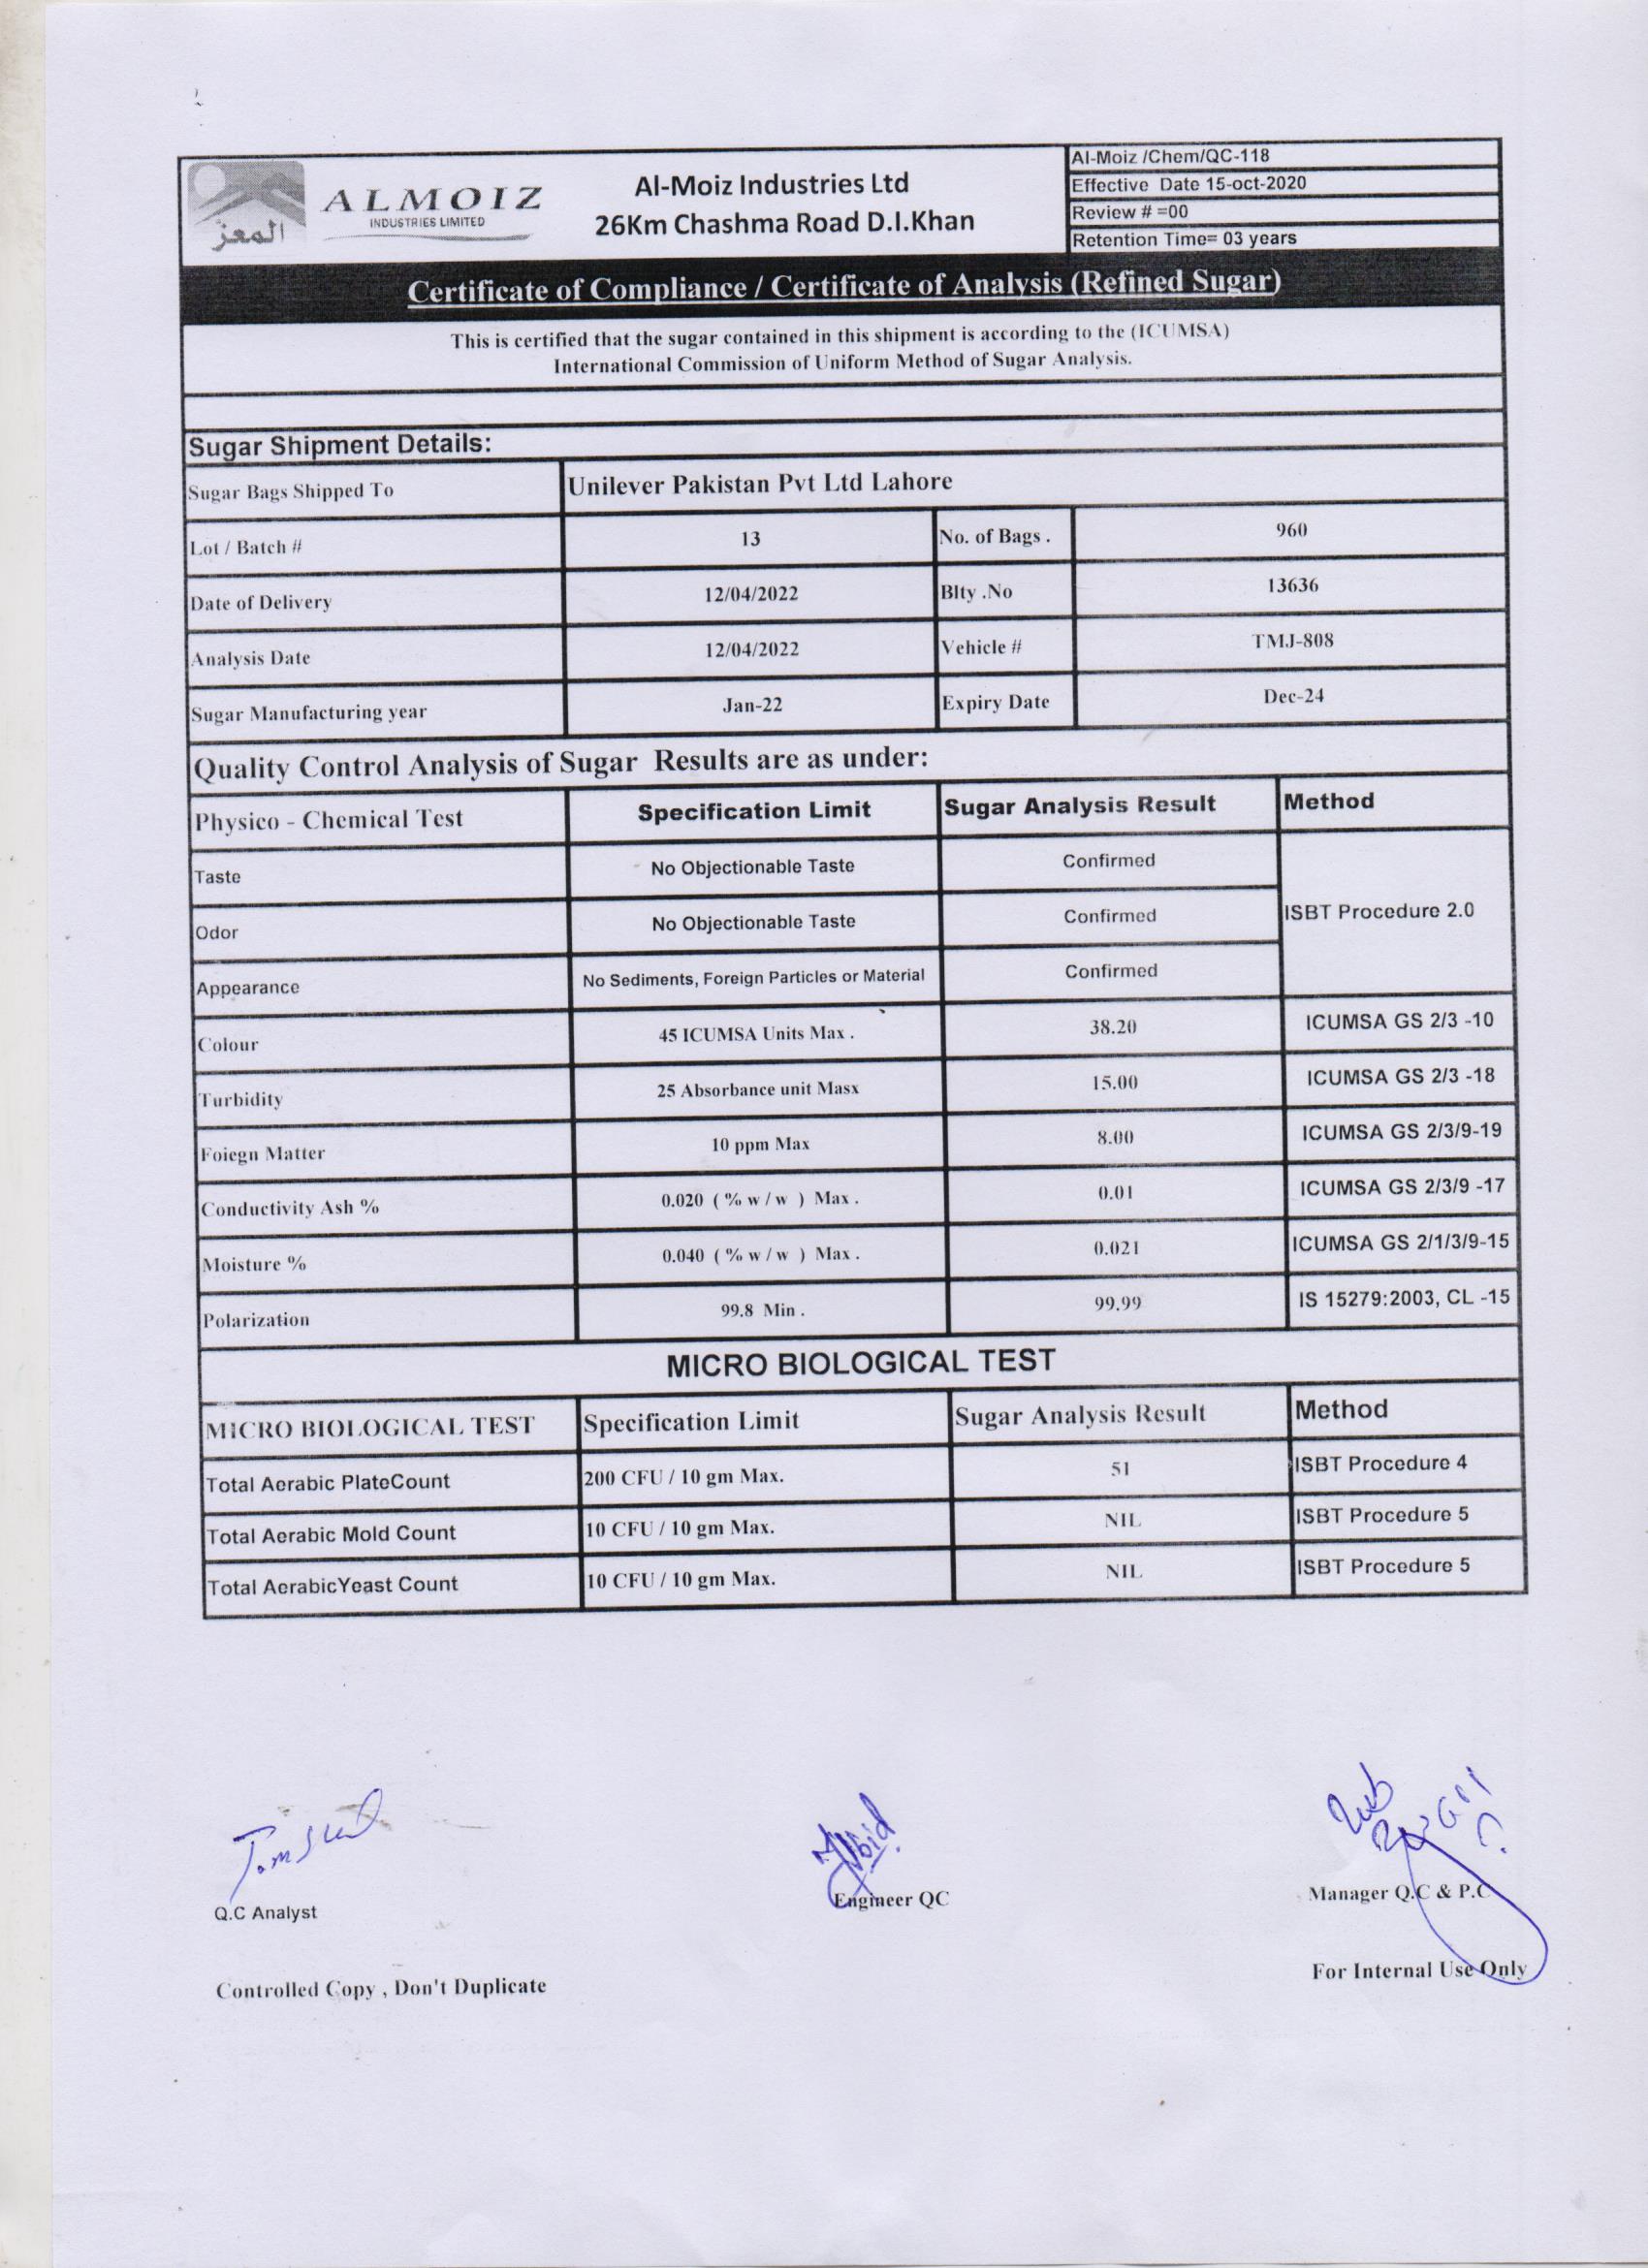 المعز
ALMOIZ
INDUSTRIES LIMITED
Al-Moiz Industries Ltd
26Km Chashma Road D.I.Khan
Al-Moiz /Chem/QC-118
Effective Date 15-oct-2020
Review # =00
Retention Time= 03 years
Certificate of Compliance / Certificate of Analysis (Refined Sugar)
This is certified that the sugar contained in this shipment is according to the (ICUMSA)
International Commission of Uniform Method of Sugar Analysis.
Sugar Shipment Details:
Sugar Bags Shipped To Unilever Pakistan Pvt Ltd Lahore
Lot / Batch # 13 No. of Bags . 960
Date of Delivery 12/04/2022 Blty .No 13636
Analysis Date 12/04/2022 Vehicle # TMJ-808
Sugar Manufacturing year Jan-22 Expiry Date Dec-24
Quality Control Analysis of Sugar Results are as under:
Physico - Chemical Test Specification Limit Sugar Analysis Result Method
Taste No Objectionable Taste Confirmed
Odor No Objectionable Taste Confirmed ISBT Procedure 2.0
Appearance No Sediments, Foreign Particles or Material Confirmed
Colour 45 ICUMSA Units Max . 38.20 ICUMSA GS 2/3 -10
Turbidity 25 Absorbance unit Masx 15.00 ICUMSA GS 2/3 -18
Foiegn Matter 10 ppm Max 8.00 ICUMSA GS 2/3/9-19
Conductivity Ash % 0.020 ( % w / w ) Max . 0.01 ICUMSA GS 2/3/9 -17
Moisture % 0.040 ( % w / w ) Max . 0.021 ICUMSA GS 2/1/3/9-15
Polarization 99.8 Min . 99.99 IS 15279:2003, CL -15
MICRO BIOLOGICAL TEST
MICRO BIOLOGICAL TEST Specification Limit Sugar Analysis Result Method
Total Aerabic PlateCount 200 CFU / 10 gm Max. 51 ISBT Procedure 4
Total Aerabic Mold Count 10 CFU / 10 gm Max. NIL ISBT Procedure 5
Total AerabicYeast Count 10 CFU / 10 gm Max. NIL ISBT Procedure 5
Q.C Analyst Engineer QC Manager Q.C & P.C
Controlled Copy , Don't Duplicate For Internal Use Only